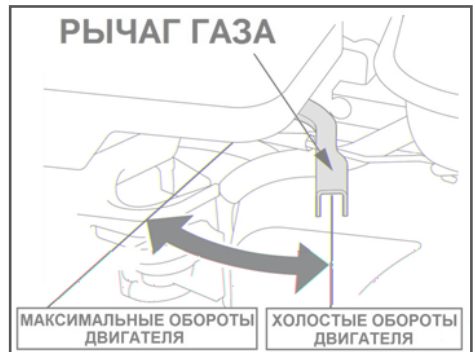 РЫЧАГ ГАЗА
МАКСИМАЛЬНЫЕ ОБОРОТЫ
ДВИГАТЕЛЯ
ХОЛОСТЫЕ ОБОРОТЫ
ДВИГАТЕЛЯ